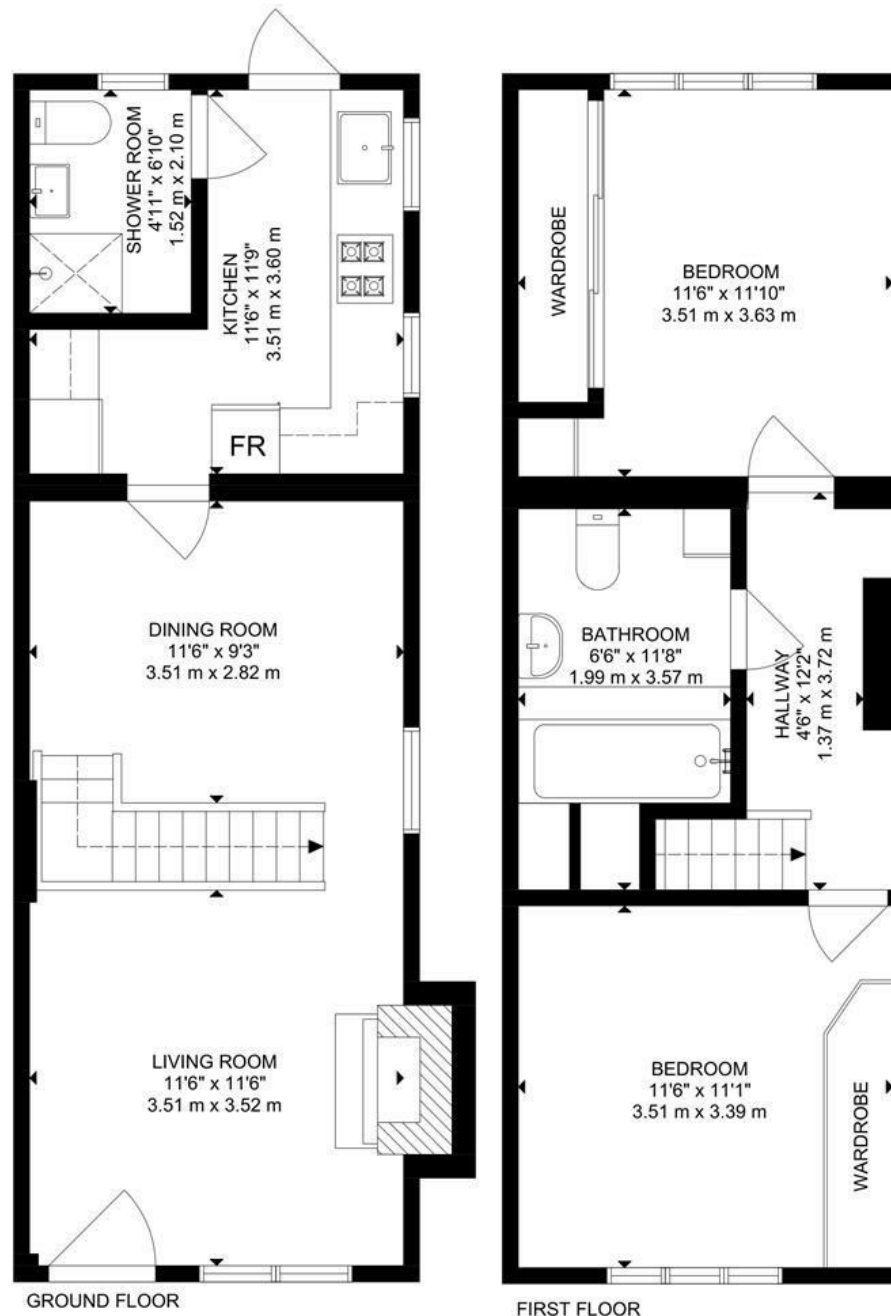 SHOWER ROOM
4'11" x 6'10"
1.52 m x 2.10 m
KITCHEN
11'6" x 11'9"
3.51 m x 3.60 m
FR
DINING ROOM
11'6" x 9'3"
3.51 m x 2.82 m
LIVING ROOM
11'6" x 11'6"
3.51 m x 3.52 m
GROUND FLOOR
WARDROBE
BEDROOM
11'6" x 11'10"
3.51 m x 3.63 m
BATHROOM
6'6" x 11'8"
1.99 m x 3.57 m
HALLWAY
4'6" x 12'2"
1.37 m x 3.72 m
BEDROOM
11'6" x 11'1"
3.51 m x 3.39 m
WARDROBE
FIRST FLOOR